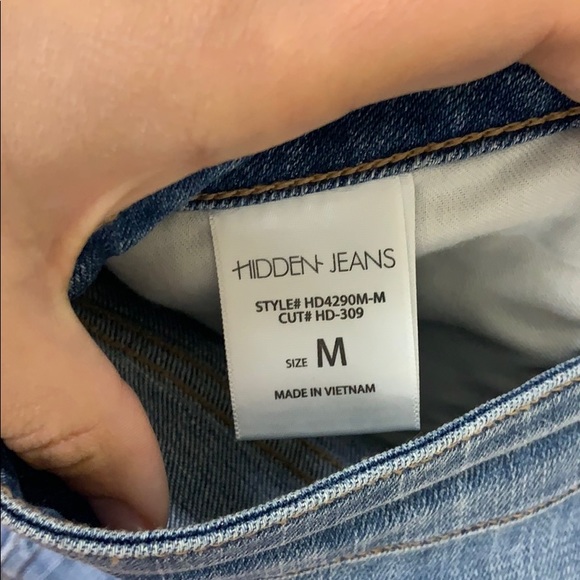 HIDDEN JEANS
STYLE# HD4290M-M
CUT# HD-309
SIZE M
MADE IN VIETNAM